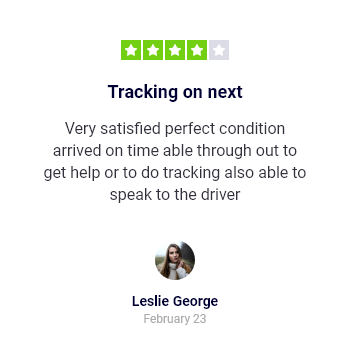 Tracking on next
Very satisfied perfect condition
arrived on time able through out to
get help or to do tracking also able to
speak to the driver
Leslie George
February 23